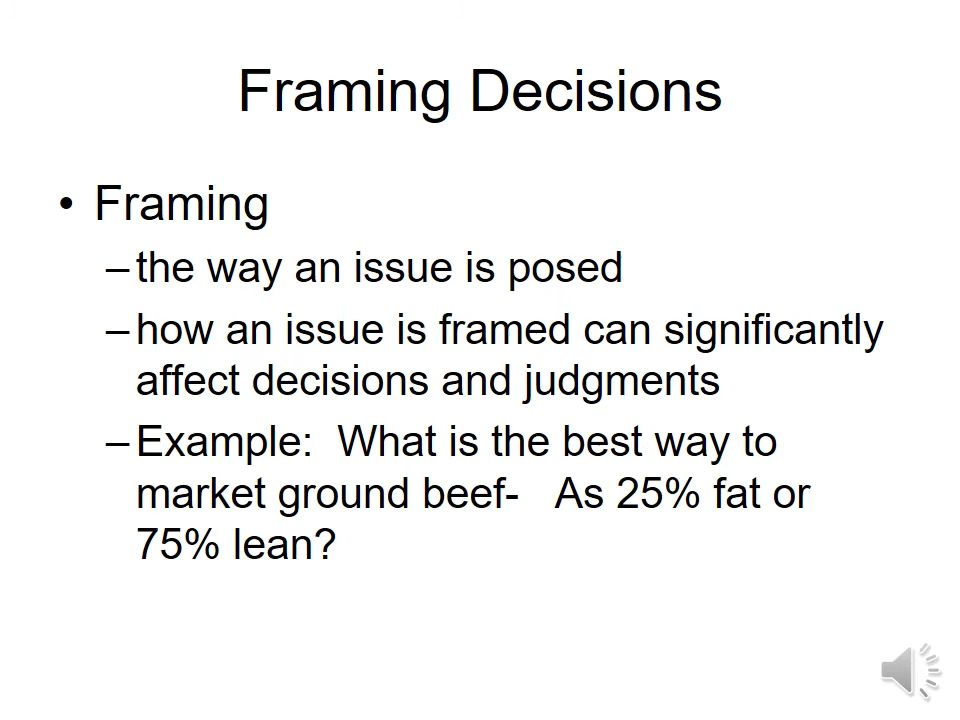 Framing Decisions
• Framing
–the way an issue is posed
–how an issue is framed can significantly
affect decisions and judgments
–Example:  What is the best way to
market ground beef-   As 25% fat or
75% lean?